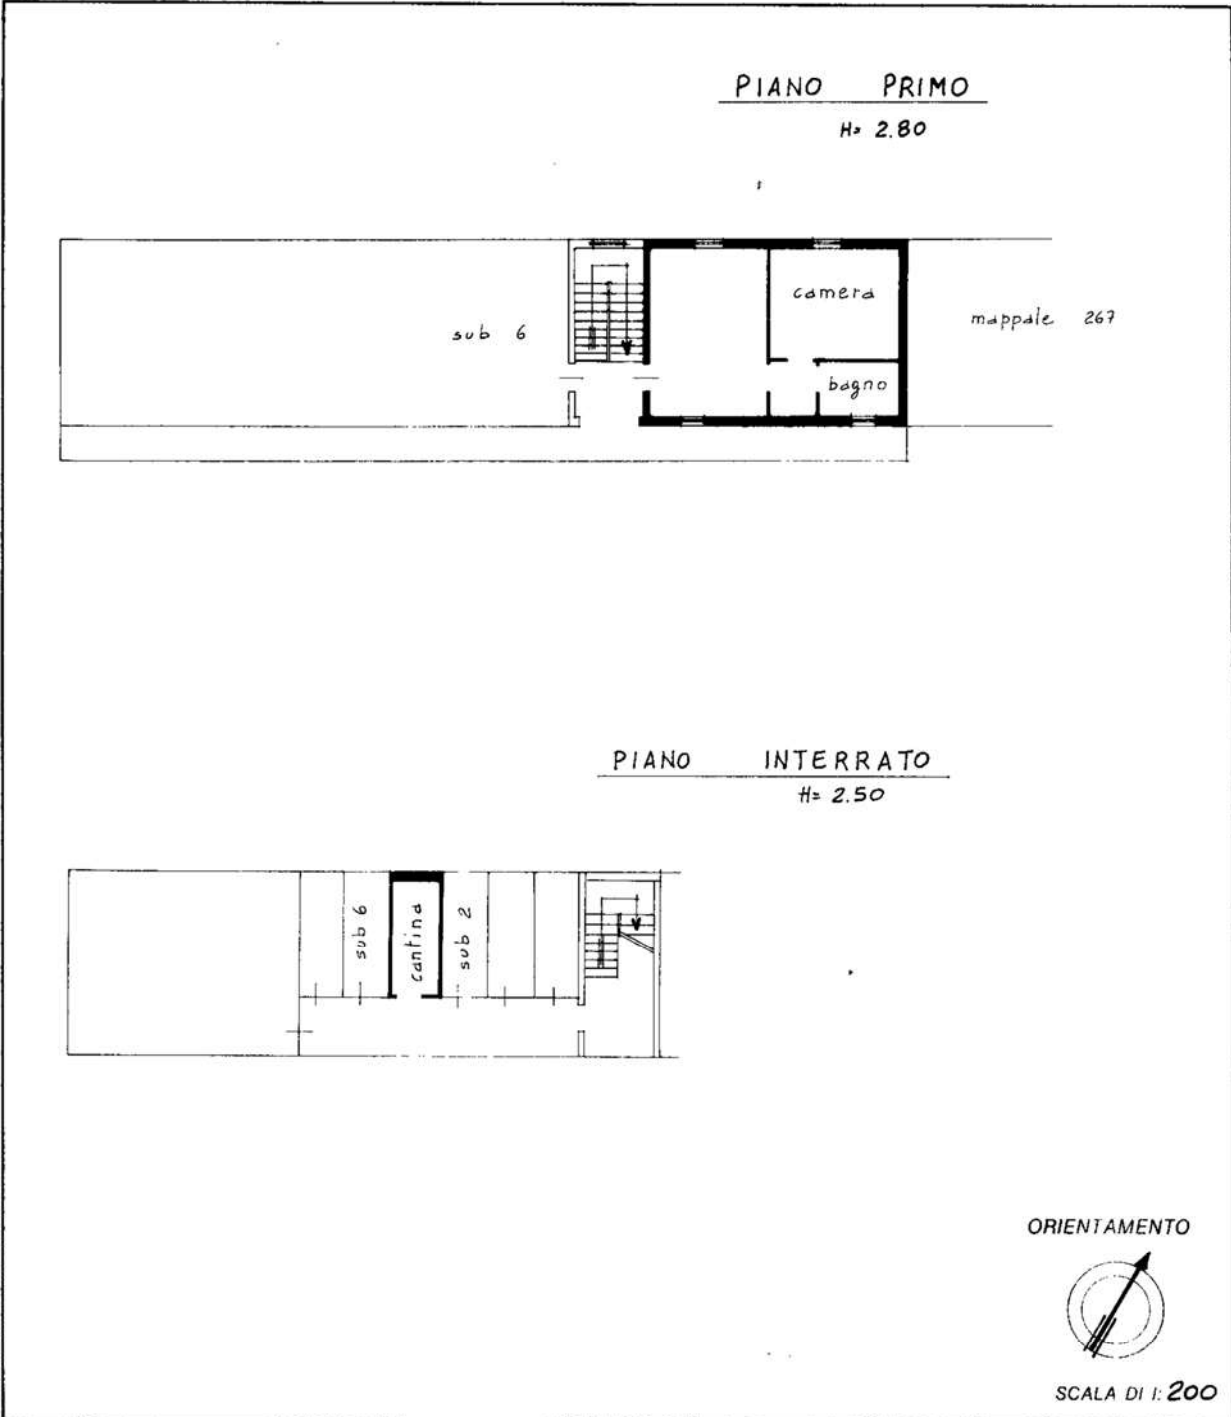 PIANO PRIMO
H= 2.80
camera
mappale 267
sub 6
bagno
PIANO INTERRATO
H= 2.50
sub 6
cantina
sub 2
ORIENTAMENTO
SCALA DI 1: 200